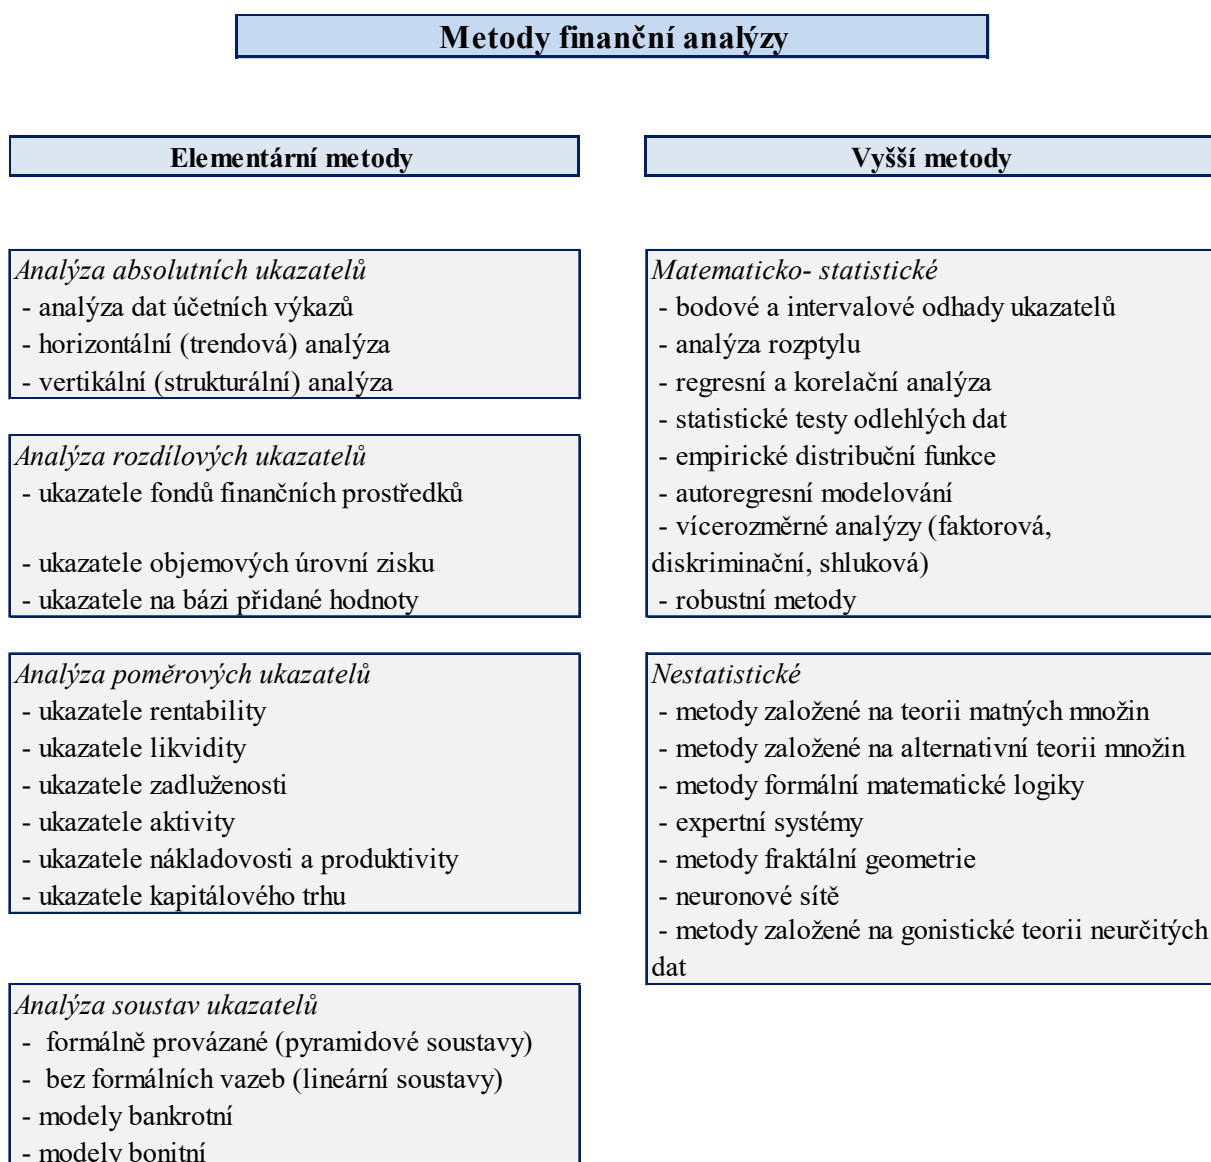 Metody finanční analýzy
Elementární metody
Analýza absolutních ukazatelů
- analýza dat účetních výkazů
- horizontální (trendová) analýza
- vertikální (strukturální) analýza
Analýza rozdílových ukazatelů
- ukazatele fondů finančních prostředků
- ukazatele objemových úrovní zisku
- ukazatele na bázi přidané hodnoty
Analýza poměrových ukazatelů
- ukazatele rentability
- ukazatele likvidity
- ukazatele zadluženosti
- ukazatele aktivity
- ukazatele nákladovosti a produktivity
- ukazatele kapitálového trhu
Analýza soustav ukazatelů
- formálně provázané (pyramidové soustavy)
- bez formálních vazeb (lineární soustavy)
- modely bankrotní
- modely bonitní
Vyšší metody
Matematicko- statistické
- bodové a intervalové odhady ukazatelů
- analýza rozptylu
- regresní a korelační analýza
- statistické testy odlehlých dat
- empirické distribuční funkce
- autoregresní modelování
- vícerozměrné analýzy (faktorová,
diskriminační, shluková)
- robustní metody
Nestatistické
- metody založené na teorii matných množin
- metody založené na alternativní teorii množin
- metody formální matematické logiky
- expertní systémy
- metody fraktální geometrie
- neuronové sítě
- metody založené na gonistické teorii neurčitých
dat